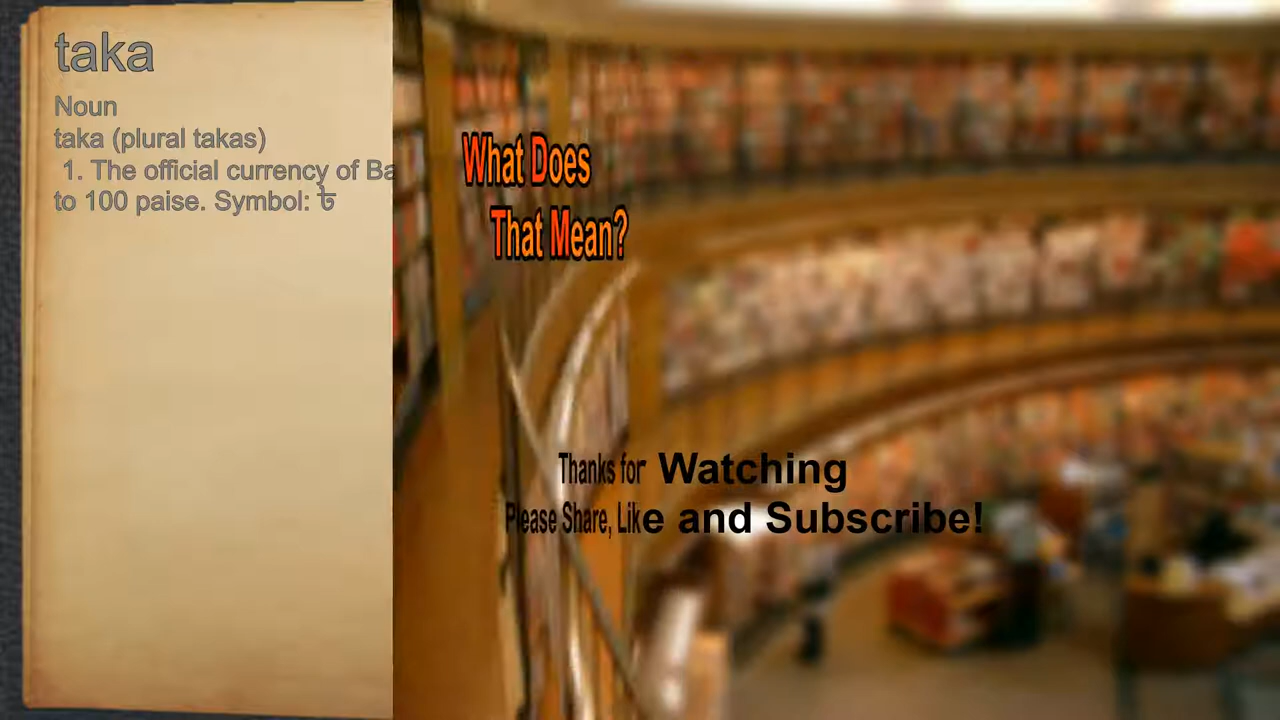 taka
Noun
taka (plural takas)
1. The official currency of Ba
to 100 paise. Symbol: ৳
What Does
That Mean?
Thanks for Watching
Please Share, Like and Subscribe!